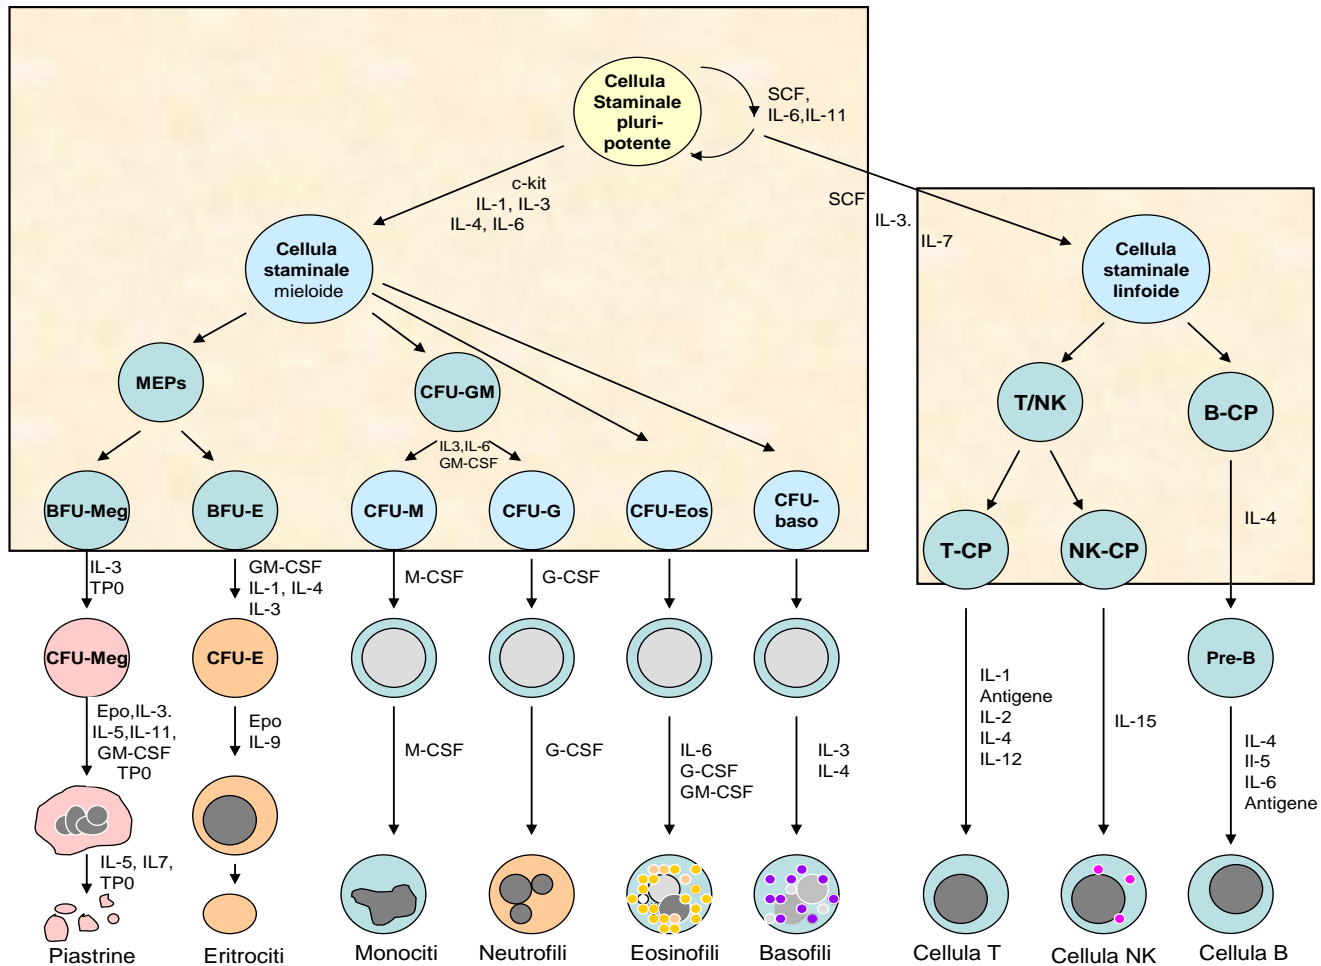 Cellula
Staminale
pluri-
potente
SCF,
IL-6,IL-11
c-kit
IL-1, IL-3
IL-4, IL-6
SCF
IL-3.
IL-7
Cellula
staminale
mieloide
Cellula
staminale
linfoide
MEPs
CFU-GM
T/NK
B-CP
IL3,IL-6
GM-CSF
BFU-Meg
BFU-E
CFU-M
CFU-G
CFU-Eos
CFU-
baso
T-CP
NK-CP
IL-4
IL-3
TP0
GM-CSF
IL-1, IL-4
IL-3
M-CSF
G-CSF
CFU-Meg
CFU-E
Pre-B
Epo,IL-3.
IL-5,IL-11,
GM-CSF
TP0
Epo
IL-9
M-CSF
G-CSF
IL-6
G-CSF
GM-CSF
IL-3
IL-4
IL-1
Antigene
IL-2
IL-4
IL-12
IL-15
IL-4
Il-5
IL-6
Antigene
IL-5, IL7,
TP0
Piastrine
Eritrociti
Monociti
Neutrofili
Eosinofili
Basofili
Cellula T
Cellula NK
Cellula B